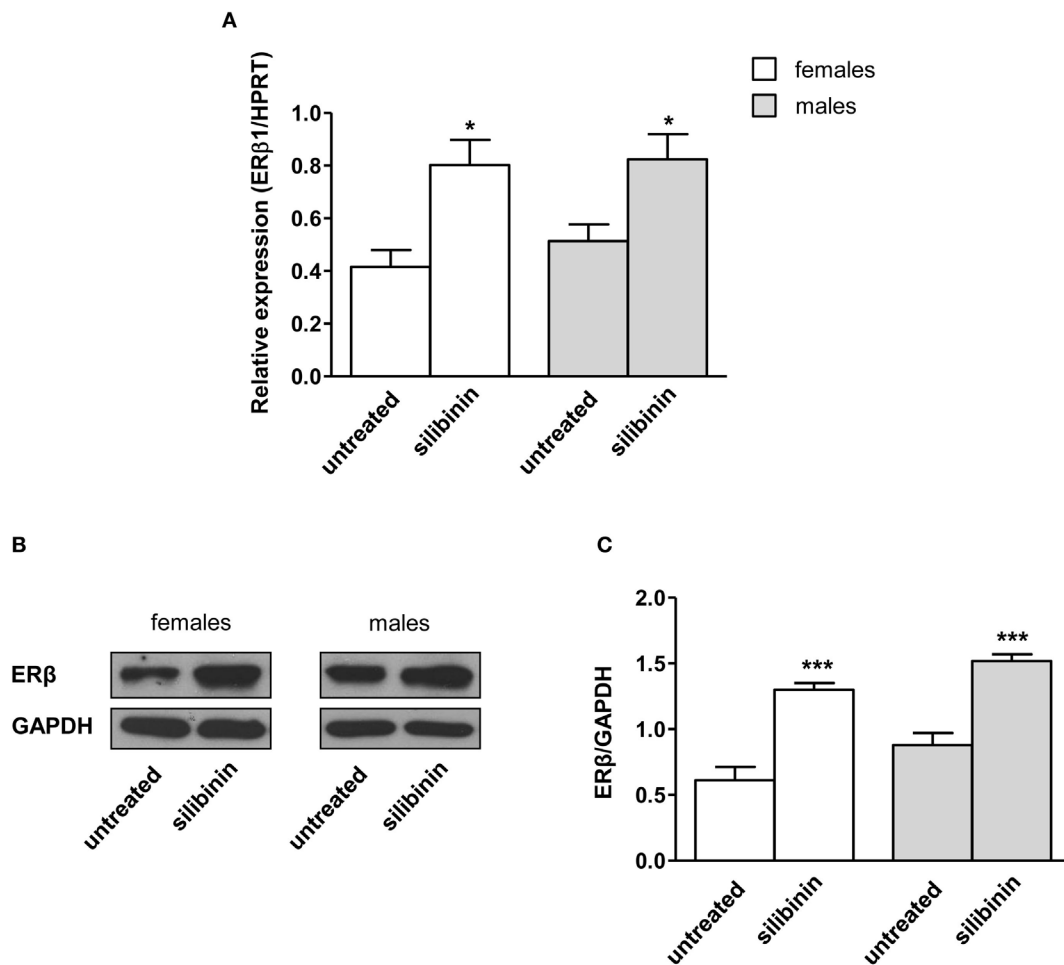 A
females
males
Relative expression (ERβ1/HPRT)
1.0
0.8
0.6
0.4
0.2
0.0
*
*
untreated
silibinin
untreated
silibinin
B
females
males
ERβ
GAPDH
untreated
silibinin
untreated
silibinin
C
ERβ/GAPDH
2.0
1.5
1.0
0.5
0.0
***
***
untreated
silibinin
untreated
silibinin